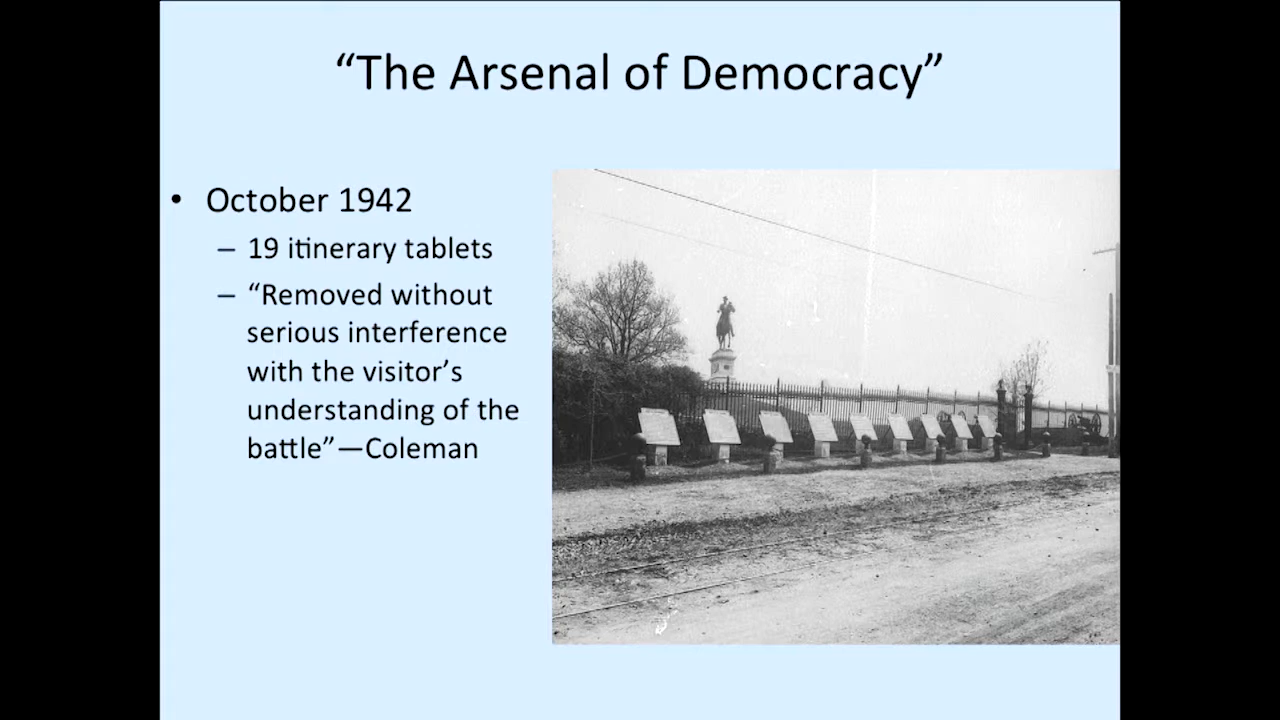 “The Arsenal of Democracy”
• October 1942
– 19 itinerary tablets
– “Removed without
serious interference
with the visitor’s
understanding of the
battle”—Coleman